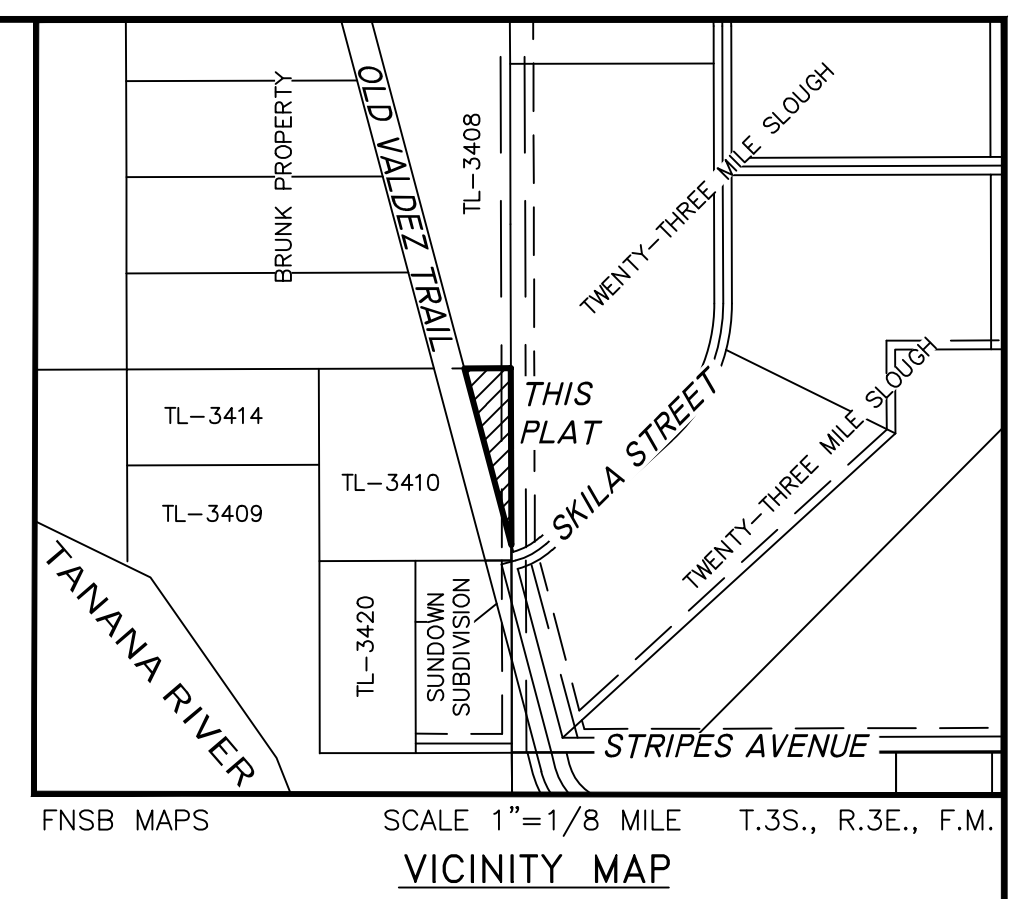 OLD VALDEZ TRAIL
BRUNK PROPERTY
TL-3408
TWENTY-THREE MILE SLOUGH
THIS
PLAT
SKILA STREET
TWENTY-THREE MILE SLOUGH
TL-3414
TL-3410
TL-3409
TANANA RIVER
TL-3420
SUNDOWN
SUBDIVISION
STRIPES AVENUE
FNSB MAPS
SCALE 1"=1/8 MILE
T.3S., R.3E., F.M.
VICINITY MAP